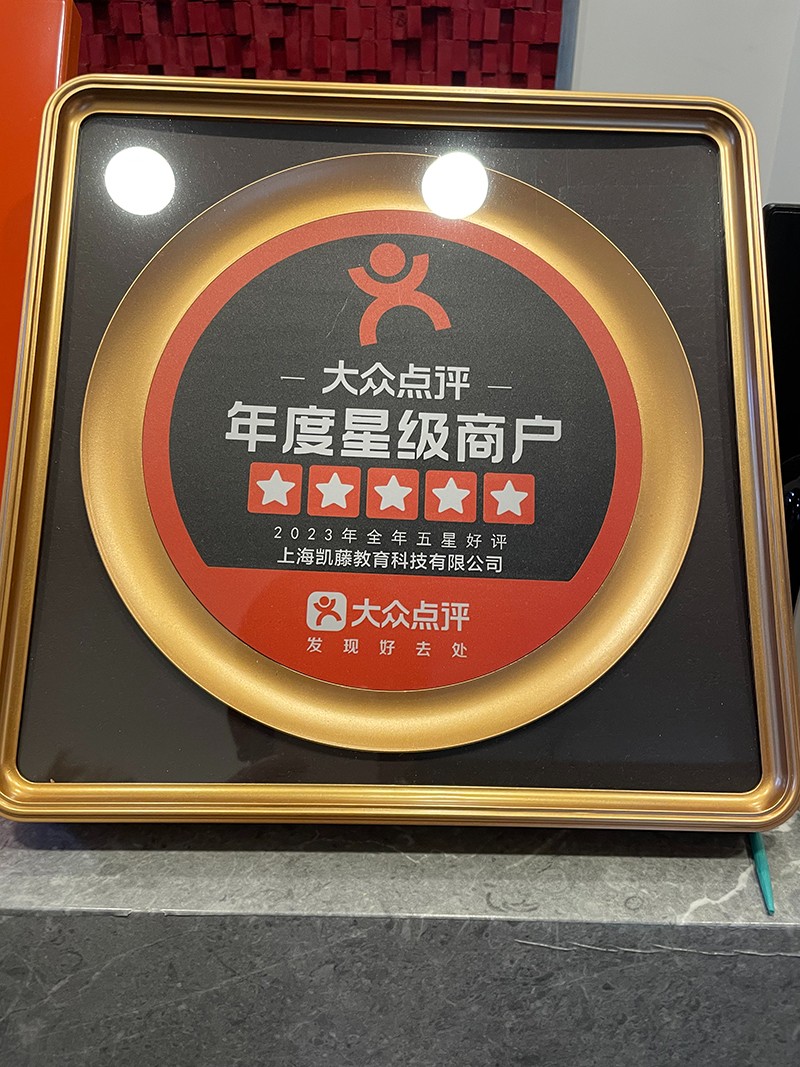 大众点评
年度星级商户
2023年全年五星好评
上海凯藤教育科技有限公司
大众点评
发现好去处